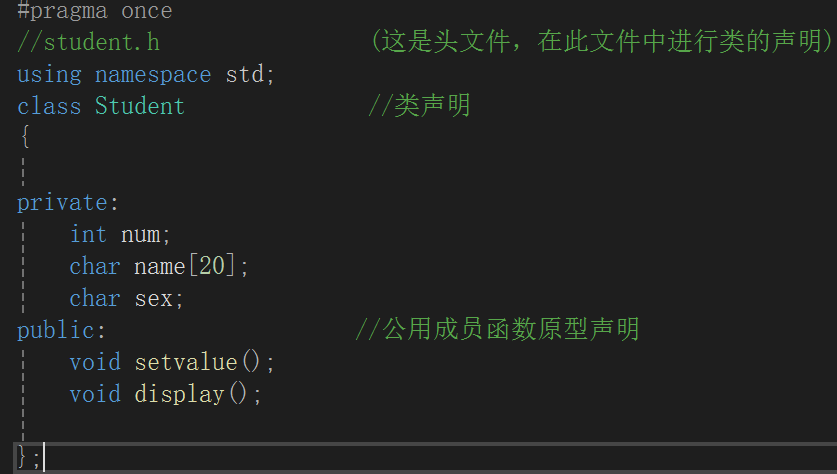 #pragma once
//student.h                (这是头文件，在此文件中进行类的声明)
using namespace std;
class Student              //类声明
{
private:
    int num;
    char name[20];
    char sex;
public:                   //公用成员函数原型声明
    void setvalue();
    void display();
};